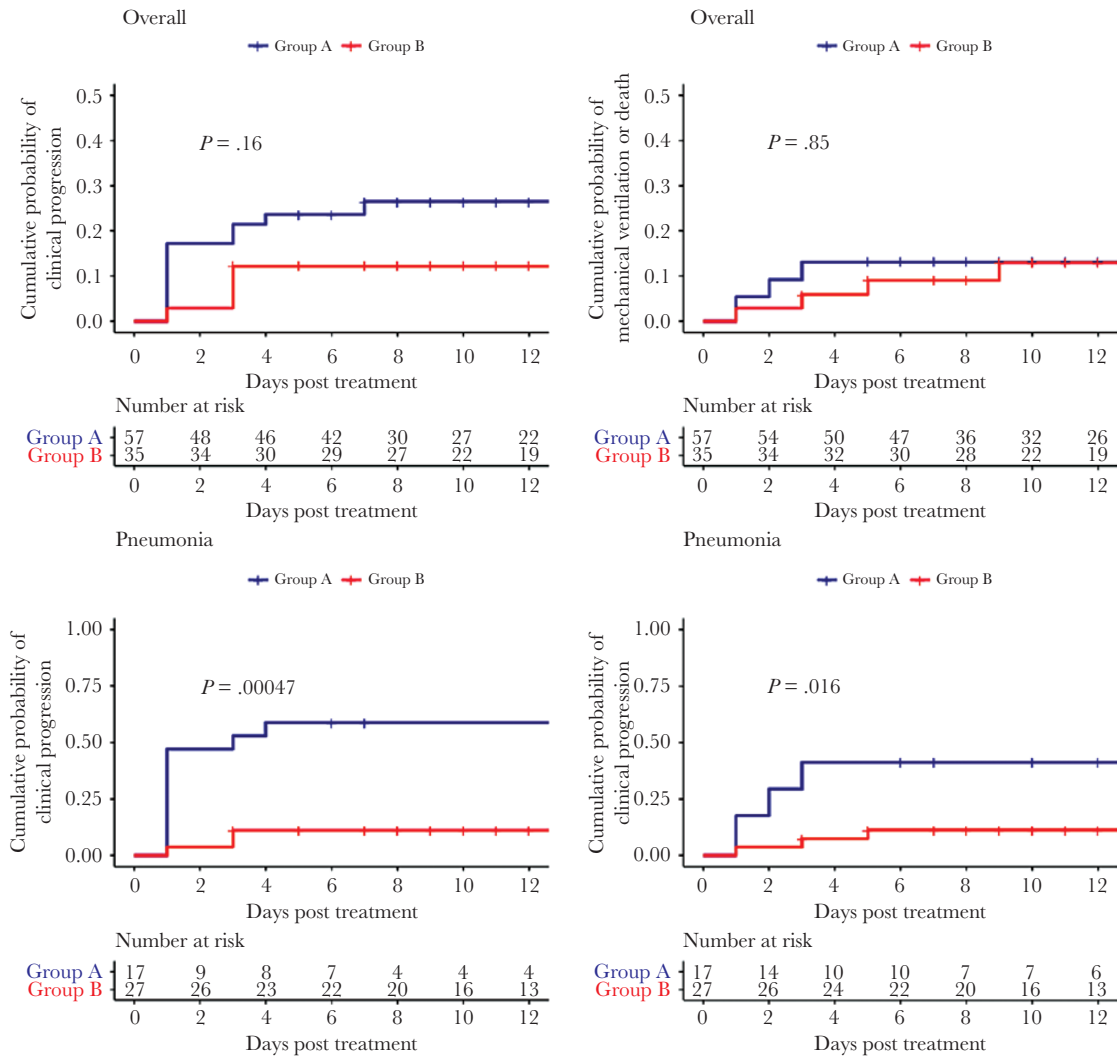 Overall
Group A Group B
Cumulative probability of
clinical progression
0.5
0.4
0.3
0.2
0.1
0.0
P = .16
0 2 4 6 8 10 12
Days post treatment
Number at risk
Group A 57 48 46 42 30 27 22
Group B 35 34 30 29 27 22 19
0 2 4 6 8 10 12
Days post treatment
Overall
Group A Group B
Cumulative probability of
mechanical ventilation or death
0.5
0.4
0.3
0.2
0.1
0.0
P = .85
0 2 4 6 8 10 12
Days post treatment
Number at risk
Group A 57 54 50 47 36 32 26
Group B 35 34 32 30 28 22 19
0 2 4 6 8 10 12
Days post treatment
Pneumonia
Group A Group B
Cumulative probability of
clinical progression
1.00
0.75
0.50
0.25
0.00
P = .00047
0 2 4 6 8 10 12
Days post treatment
Number at risk
Group A 17 9 8 7 4 4 4
Group B 27 26 23 22 20 16 13
0 2 4 6 8 10 12
Days post treatment
Pneumonia
Group A Group B
Cumulative probability of
clinical progression
1.00
0.75
0.50
0.25
0.00
P = .016
0 2 4 6 8 10 12
Days post treatment
Number at risk
Group A 17 14 10 10 7 7 6
Group B 27 26 24 22 20 16 13
0 2 4 6 8 10 12
Days post treatment